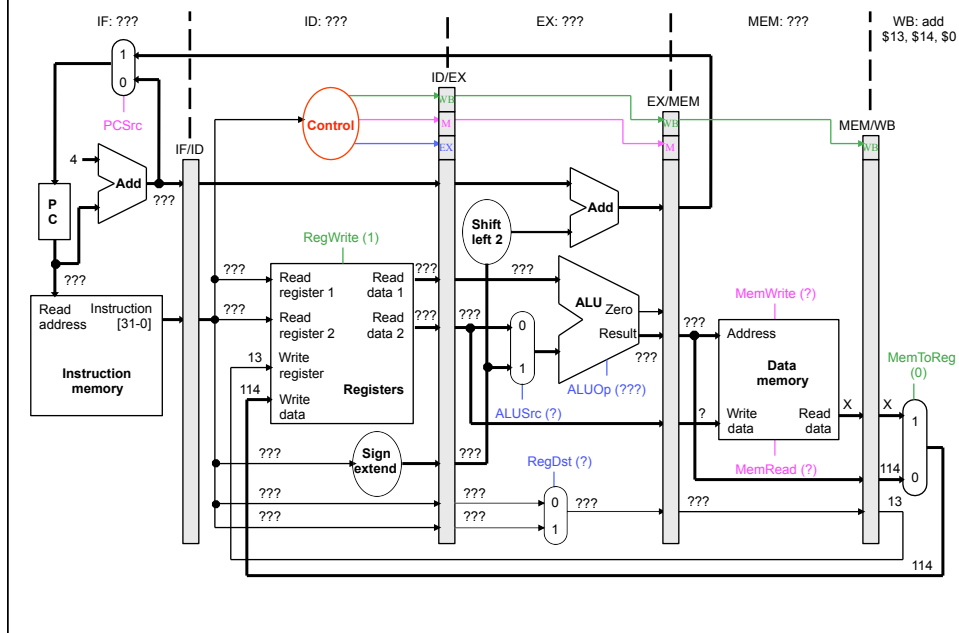 IF: ???
ID: ???
EX: ???
MEM: ???
WB: add
$13, $14, $0
1
0
PCSrc
4
Add
???
P
C
???
Read
address
Instruction
[31-0]
Instruction
memory
IF/ID
Control
ID/EX
WB
M
EX
EX/MEM
WB
M
MEM/WB
WB
RegWrite (1)
???
Read
register 1
Read
data 1
???
???
Read
register 2
Read
data 2
???
13
Write
register
114
Write
data
Registers
???
Sign
extend
???
???
Shift
left 2
Add
???
???
0
1
ALUSrc (?)
ALU
Zero
Result
???
ALUOp (???)
RegDst (?)
???
0
???
1
???
???
MemWrite (?)
???
Address
Data
memory
?
Write
data
Read
data
X
X
MemRead (?)
MemToReg
(0)
1
0
114
13
114